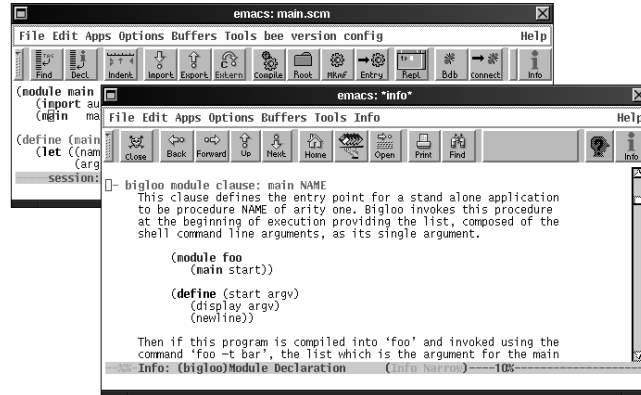 emacs: main.scm
File Edit Apps Options Buffers Tools bee version config Help
Find Decl Indent Import Export Extern Compile Root MkMf Entry Repl Bdb connect Info
(module main
(import au
(main ma
(define (main
(let ((nam
(arg
session:
emacs: *info*
File Edit Apps Options Buffers Tools Info Help
Close Back Forward Up Next Home Open Print Find Info
- bigloo module clause: main NAME
This clause defines the entry point for a stand alone application
to be procedure NAME of arity one. Bigloo invokes this procedure
at the beginning of execution providing the list, composed of the
shell command line arguments, as its single argument.
(module foo
(main start))
(define (start argv)
(display argv)
(newline))
Then if this program is compiled into ‘foo’ and invoked using the
command ‘foo -t bar’, the list which is the argument for the main
--%%-Info: (bigloo)Module Declaration (Info Narrow)----10%------